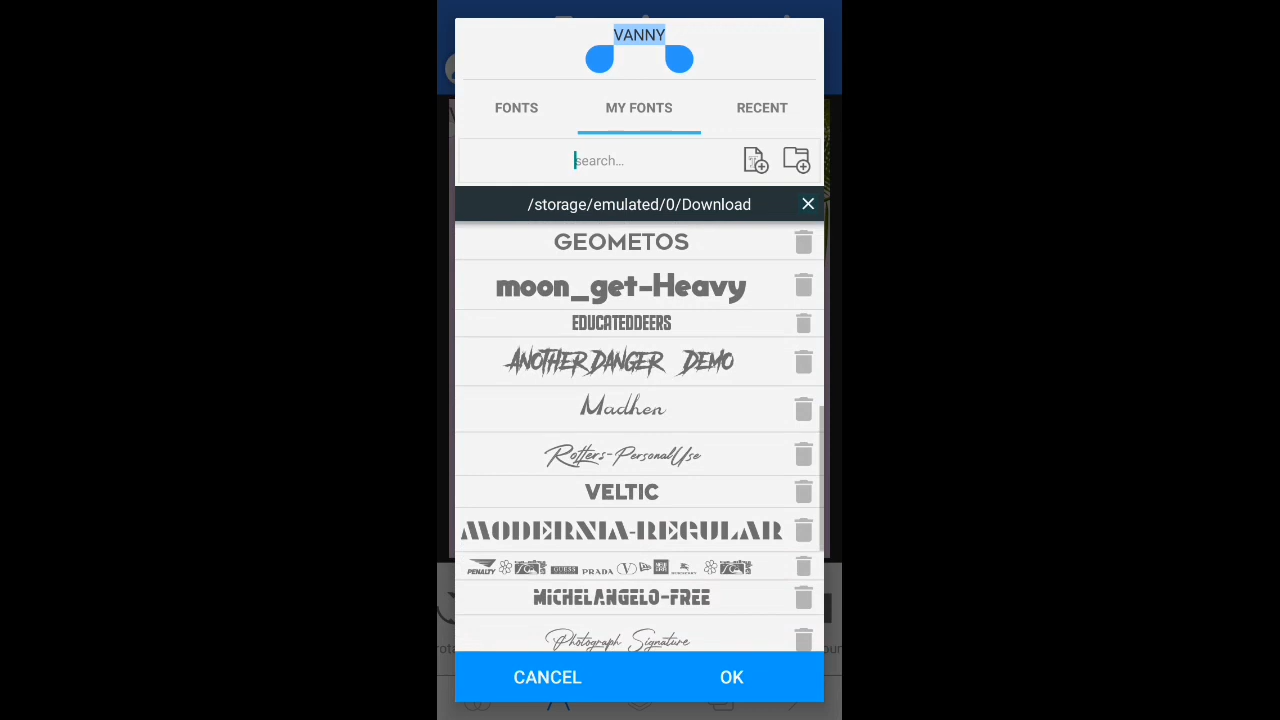 VANNY
FONTS MY FONTS RECENT
search...
/storage/emulated/0/Download
GEOMETOS
moon_get-Heavy
EDUCATEDDEERS
ANOTHER DANGER DEMO
Madhen
Rotters-PersonalUse
VELTIC
MODERNIA-REGULAR
PENALTY GUESS PRADA
MICHELANGELO-FREE
Photograph Signature
CANCEL OK